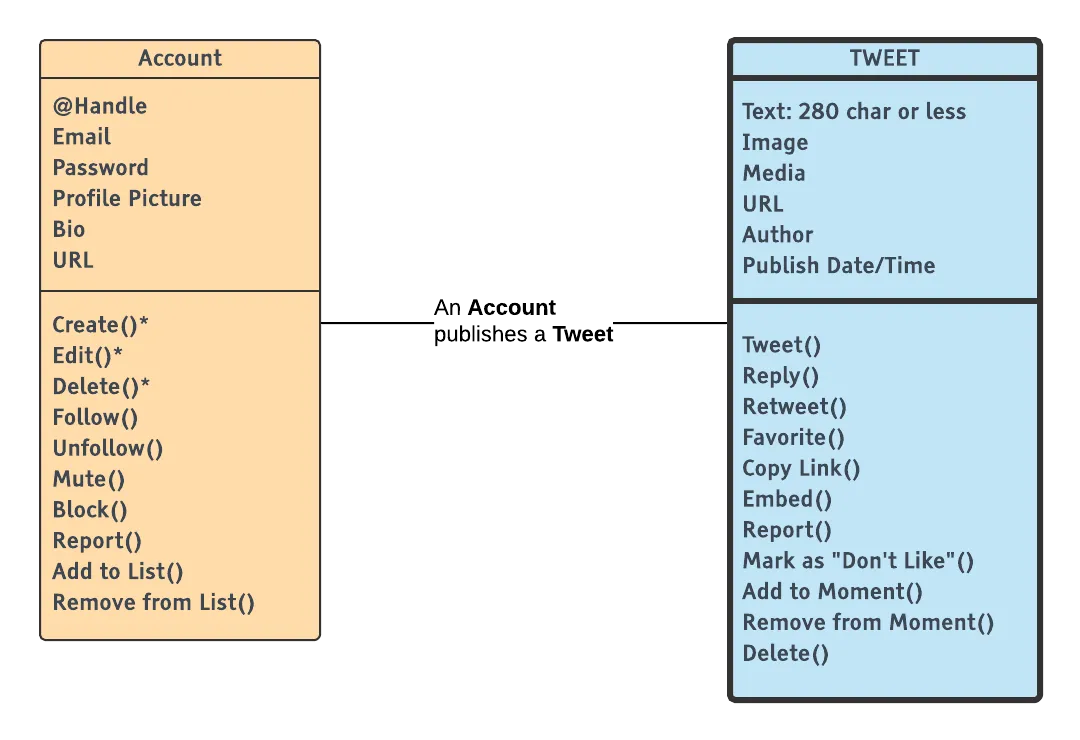 Account
@Handle
Email
Password
Profile Picture
Bio
URL
Create()*
Edit()*
Delete()*
Follow()
Unfollow()
Mute()
Block()
Report()
Add to List()
Remove from List()
An Account
publishes a Tweet
TWEET
Text: 280 char or less
Image
Media
URL
Author
Publish Date/Time
Tweet()
Reply()
Retweet()
Favorite()
Copy Link()
Embed()
Report()
Mark as "Don't Like"()
Add to Moment()
Remove from Moment()
Delete()